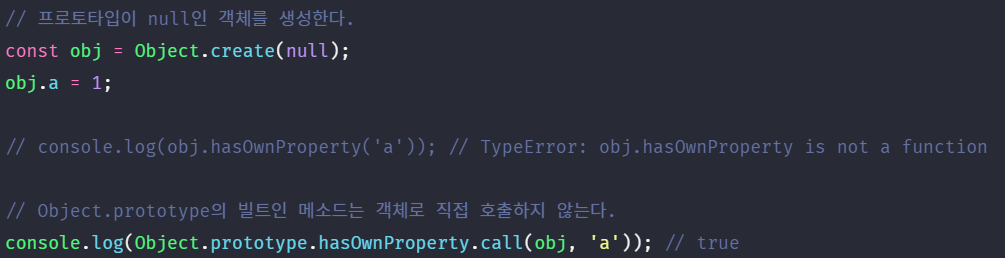 // 프로토타입이 null인 객체를 생성한다.
const obj = Object.create(null);
obj.a = 1;
// console.log(obj.hasOwnProperty('a')); // TypeError: obj.hasOwnProperty is not a function
// Object.prototype의 빌트인 메소드는 객체로 직접 호출하지 않는다.
console.log(Object.prototype.hasOwnProperty.call(obj, 'a')); // true